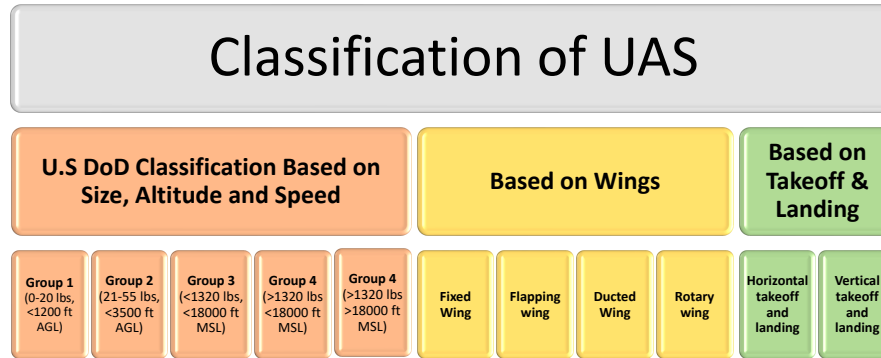 Classification of UAS
U.S DoD Classification Based on
Size, Altitude and Speed
Based on Wings
Based on
Takeoff &
Landing
Group 1
(0-20 lbs,
<1200 ft
AGL)
Group 2
(21-55 lbs,
<3500 ft
AGL)
Group 3
(<1320 lbs,
<18000 ft
MSL)
Group 4
(>1320 lbs
<18000 ft
MSL)
Group 4
(>1320 lbs
>18000 ft
MSL)
Fixed
Wing
Flapping
wing
Ducted
Wing
Rotary
wing
Horizontal
takeoff
and
landing
Vertical
takeoff
and
landing